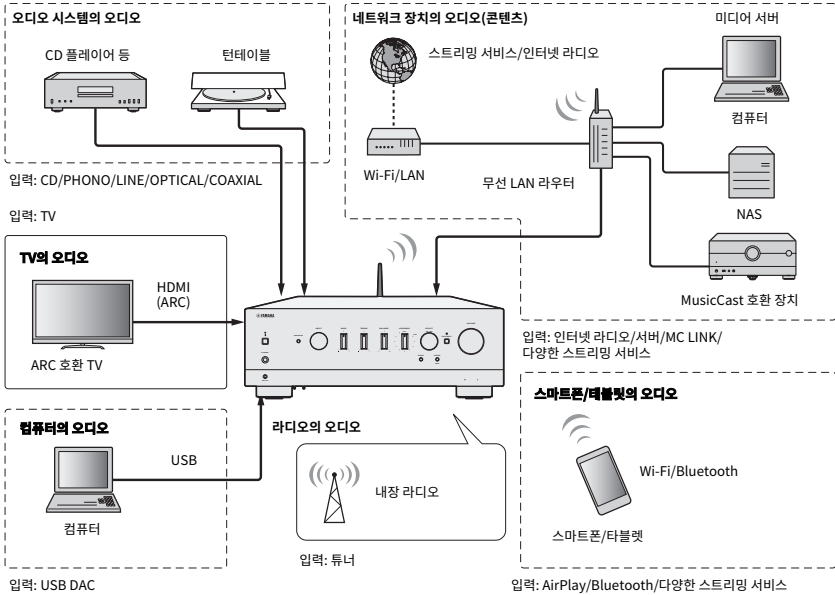 오디오 시스템의 오디오
CD 플레이어 등
턴테이블
입력: CD/PHONO/LINE/OPTICAL/COAXIAL
네트워크 장치의 오디오(콘텐츠)
스트리밍 서비스/인터넷 라디오
미디어 서버
컴퓨터
Wi-Fi/LAN
무선 LAN 라우터
NAS
MusicCast 호환 장치
입력: 인터넷 라디오/서버/MC LINK/
다양한 스트리밍 서비스
입력: TV
TV의 오디오
HDMI
(ARC)
ARC 호환 TV
YAMAHA
컴퓨터의 오디오
USB
컴퓨터
입력: USB DAC
라디오의 오디오
내장 라디오
입력: 튜너
스마트폰/태블릿의 오디오
Wi-Fi/Bluetooth
스마트폰/타블렛
입력: AirPlay/Bluetooth/다양한 스트리밍 서비스